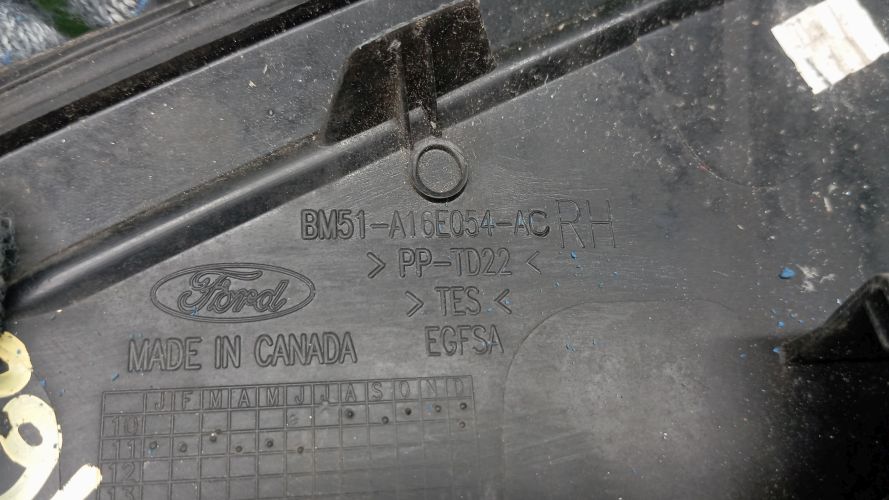 BM51-A16E054-AC RH
> PP-TD22 <
Ford
> TES <
MADE IN CANADA
EGFSA
J F M A M J J A S O N D
10
11
12
13